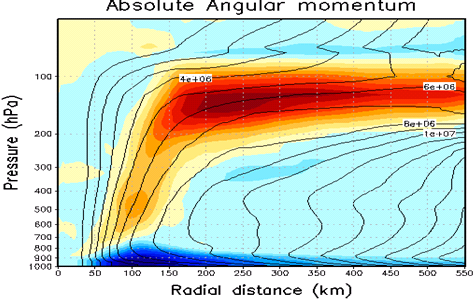 Absolute Angular momentum
4e+06
6e+06
8e+06
1e+07
Pressure (hPa)
100
200
300
400
500
600
700
800
900
1000
0 50 100 150 200 250 300 350 400 450 500 550
Radial distance (km)